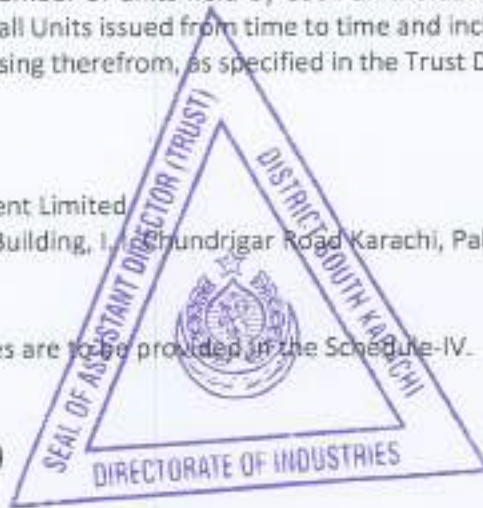 all Units issued from time to time and inc
sing therefrom, as specified in the Trust D
ent Limited
Building, I. I. Chundrigar Road Karachi, Pal
es are to be provided in the Schedule-IV.
SEAL OF ASSISTANT DIRECTOR (TRUST)
DISTRICT SOUTH KARACHI
DIRECTORATE OF INDUSTRIES